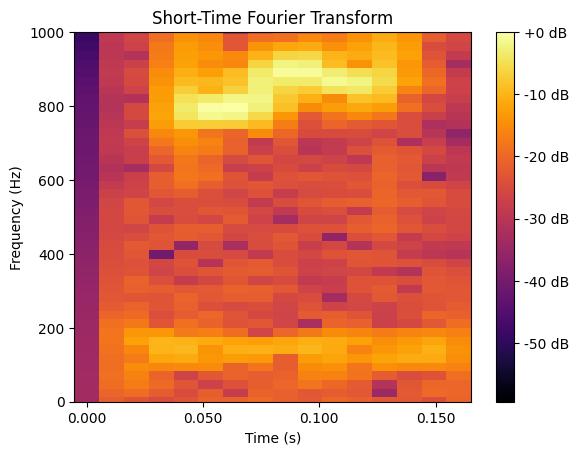 Short-Time Fourier Transform
1000
800
600
400
200
0
Frequency (Hz)
0.000
0.050
0.100
0.150
Time (s)
+0 dB
-10 dB
-20 dB
-30 dB
-40 dB
-50 dB